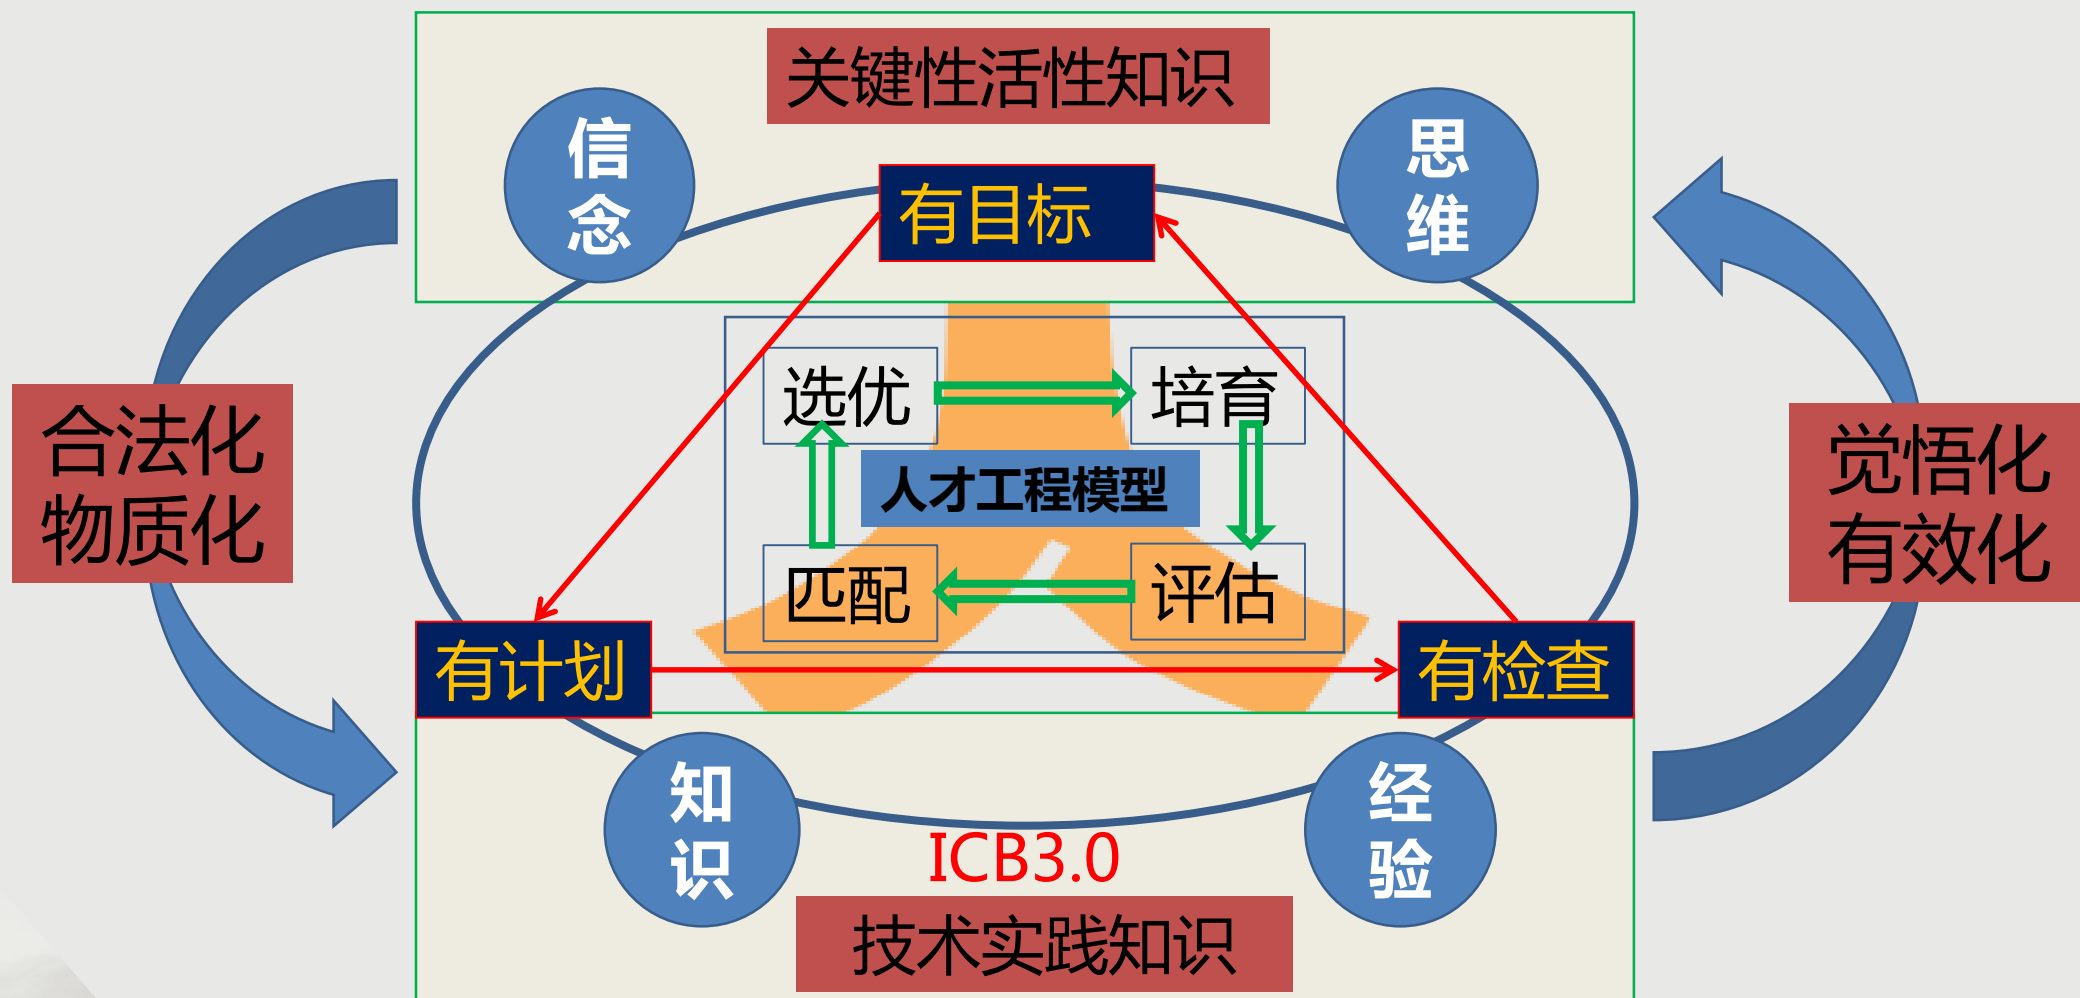 关键性活性知识
信
念
思
维
有目标
选优
培育
合法化
物质化
人才工程模型
觉悟化
有效化
匹配
评估
有计划
有检查
知
识
经
验
ICB3.0
技术实践知识